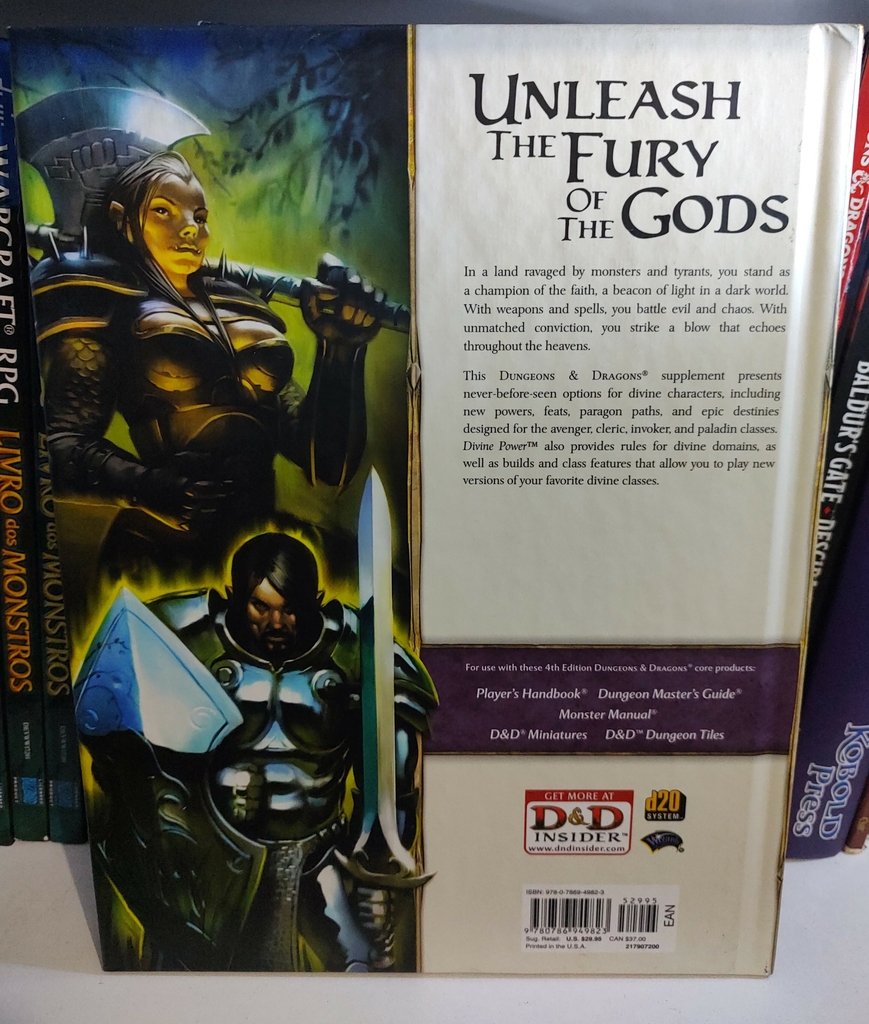 UNLEASH
THE FURY
OF
THE GODS
In a land ravaged by monsters and tyrants, you stand as
a champion of the faith, a beacon of light in a dark world.
With weapons and spells, you battle evil and chaos. With
unmatched conviction, you strike a blow that echoes
throughout the heavens.
This DUNGEONS & DRAGONS® supplement presents
never-before-seen options for divine characters, including
new powers, feats, paragon paths, and epic destinies
designed for the avenger, cleric, invoker, and paladin classes.
Divine Power™ also provides rules for divine domains, as
well as builds and class features that allow you to play new
versions of your favorite divine classes.
For use with these 4th Edition DUNGEONS & DRAGONS® core products:
Player's Handbook® Dungeon Master's Guide®
Monster Manual®
D&D® Miniatures D&D™ Dungeon Tiles
GET MORE AT
D&D
INSIDER™
www.dndinsider.com
d20
SYSTEM
Wizards
ISBN: 978-0-7869-4982-3
52995
9 780786 949823
EAN
Sug. Retail: U.S. $29.95 CAN $37.00
Printed in the U.S.A. 217907200
WARCRAFT® RPG
LIVRO dos MONSTROS
LIVRO dos MONSTROS
ONS & DRAGON
BALDUR'S GATE DESCE
KOBOLD
Press